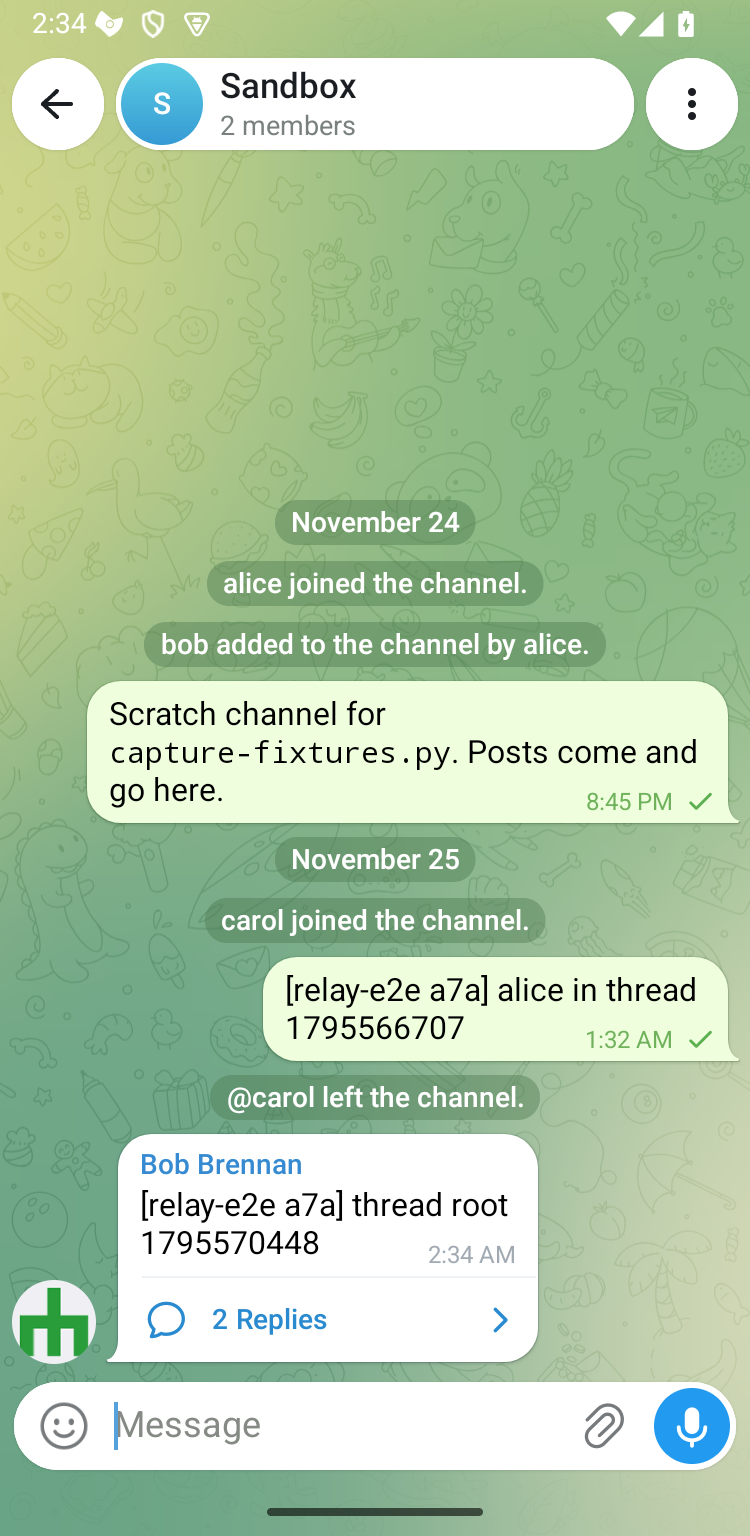 2:34
S
Sandbox
2 members
November 24
alice joined the channel.
bob added to the channel by alice.
Scratch channel for
capture-fixtures.py. Posts come and
go here.
8:45 PM
November 25
carol joined the channel.
[relay-e2e a7a] alice in thread
1795566707
1:32 AM
@carol left the channel.
Bob Brennan
[relay-e2e a7a] thread root
1795570448
2:34 AM
2 Replies
Message